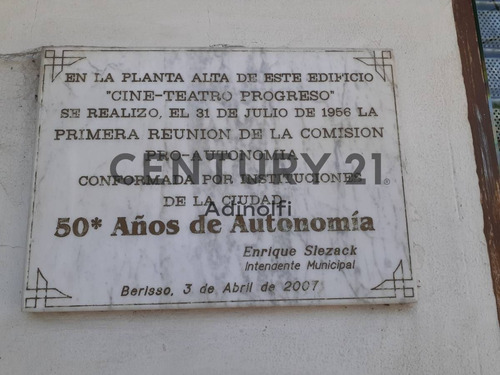 EN LA PLANTA ALTA DE ESTE EDIFICIO
"CINE-TEATRO PROGRESO"
SE REALIZO, EL 31 DE JULIO DE 1956 LA
PRIMERA REUNION DE LA COMISION
PRO-AUTONOMIA
CENTURY 21®
CONFORMADA POR INSTITUCIONES
DE LA CIUDAD
Adinolfi
50* Años de Autonomía
Enrique Slezack
Intendente Municipal
Berisso, 3 de Abril de 2007